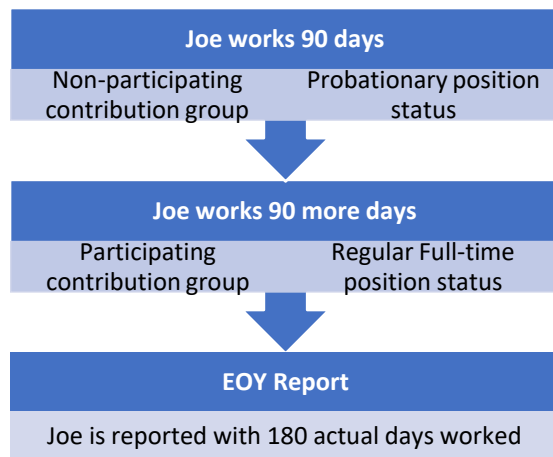 Joe works 90 days
Non-participating
contribution group
Probationary position
status
Joe works 90 more days
Participating
contribution group
Regular Full-time
position status
EOY Report
Joe is reported with 180 actual days worked